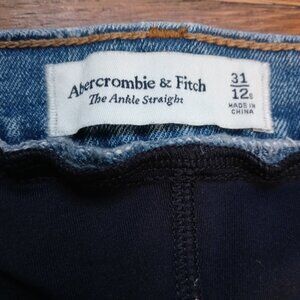 Abercrombie & Fitch
The Ankle Straight
31
12S
MADE IN
CHINA